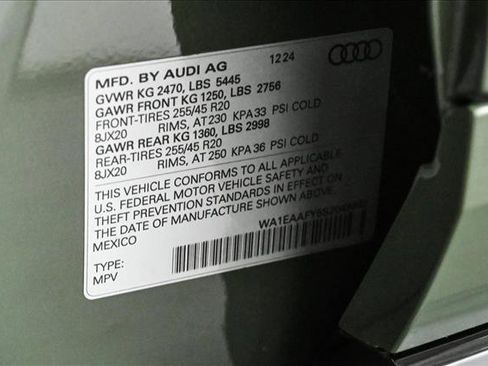 MFD. BY AUDI AG 12 24
GVWR KG 2470, LBS 5445
GAWR FRONT KG 1250, LBS 2756
FRONT-TIRES 255/45 R20
8JX20 RIMS, AT 230 KPA 33 PSI COLD
GAWR REAR KG 1360, LBS 2998
REAR-TIRES 255/45 R20
8JX20 RIMS, AT 250 KPA 36 PSI COLD
THIS VEHICLE CONFORMS TO ALL APPLICABLE
U.S. FEDERAL MOTOR VEHICLE SAFETY AND
THEFT PREVENTION STANDARDS IN EFFECT ON
THE DATE OF MANUFACTURE SHOWN ABOVE.
MEXICO
TYPE:
MPV